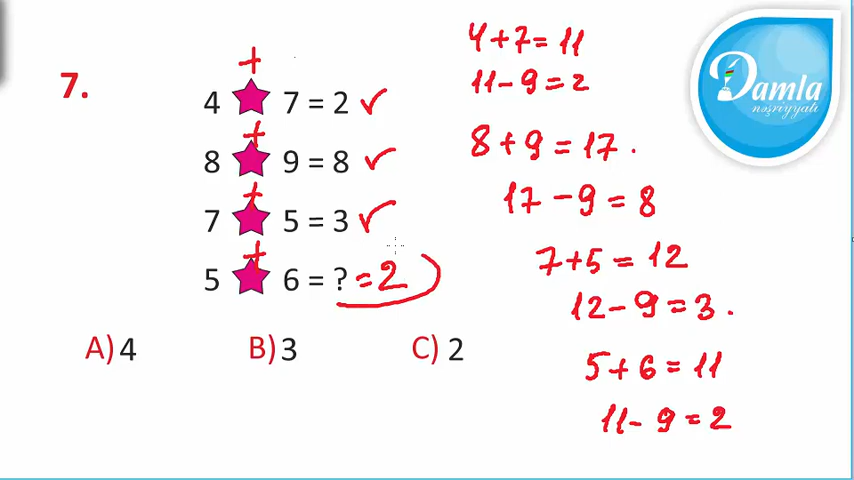 7.
+
4 ★ 7 = 2 ✓
+
8 ★ 9 = 8 ✓
+
7 ★ 5 = 3 ✓
+
5 ★ 6 = ? = 2
A) 4 B) 3 C) 2
4+7=11
11-9=2
8+9=17.
17-9=8
7+5=12
12-9=3.
5+6=11
11-9=2
Damla
nəşriyyatı